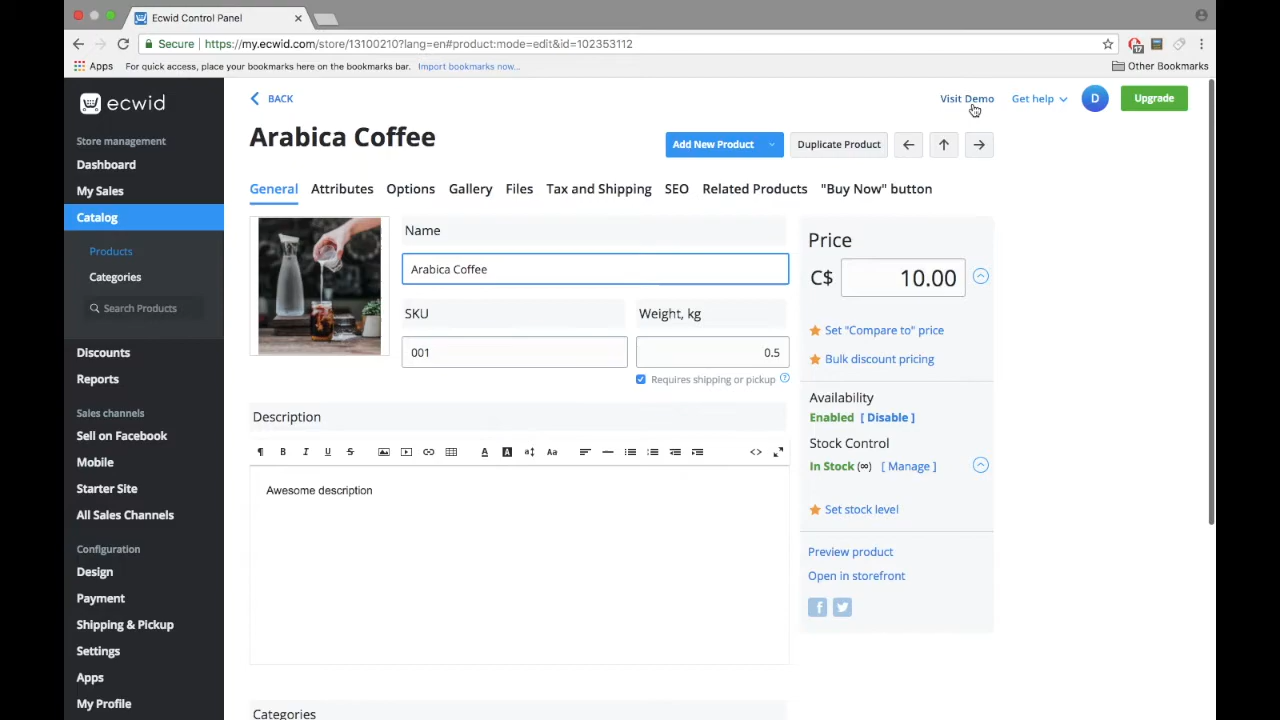 Ecwid Control Panel
Secure https://my.ecwid.com/store/13100210?lang=en#product:mode=edit&id=102353112
17
Apps For quick access, place your bookmarks here on the bookmarks bar. Import bookmarks now... Other Bookmarks
ecwid
Store management
Dashboard
My Sales
Catalog
Products
Categories
Search Products
Discounts
Reports
Sales channels
Sell on Facebook
Mobile
Starter Site
All Sales Channels
Configuration
Design
Payment
Shipping & Pickup
Settings
Apps
My Profile
BACK
Visit Demo Get help D Upgrade
Arabica Coffee
Add New Product Duplicate Product
General Attributes Options Gallery Files Tax and Shipping SEO Related Products "Buy Now" button
Name
Arabica Coffee
SKU Weight, kg
001 0.5
Requires shipping or pickup ?
Description
¶ B I U S A A Aa <>
Awesome description
Categories
Price
C$ 10.00
Set "Compare to" price
Bulk discount pricing
Availability
Enabled [ Disable ]
Stock Control
In Stock (∞) [ Manage ]
Set stock level
Preview product
Open in storefront
f